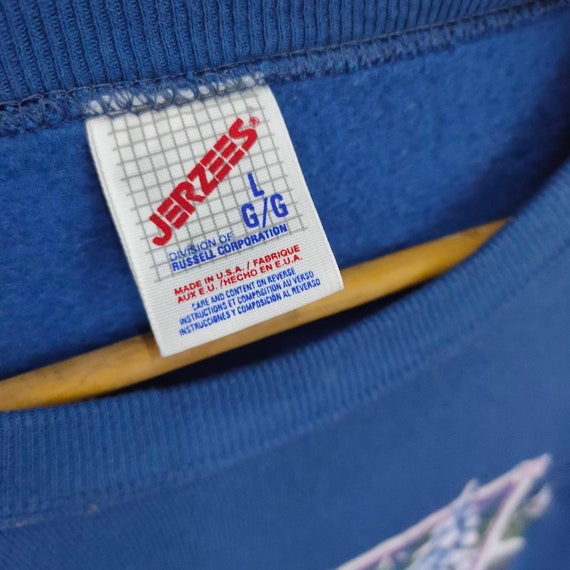 JERZEES®
L
G/G
DIVISION OF
RUSSELL CORPORATION
MADE IN U.S.A. / FABRIQUE
AUX E.U. / HECHO EN E.U.A.
CARE AND CONTENT ON REVERSE
INSTRUCTIONS ET COMPOSITION AU VERSO
INSTRUCCIONES Y COMPOSICIÓN AL REVERSO